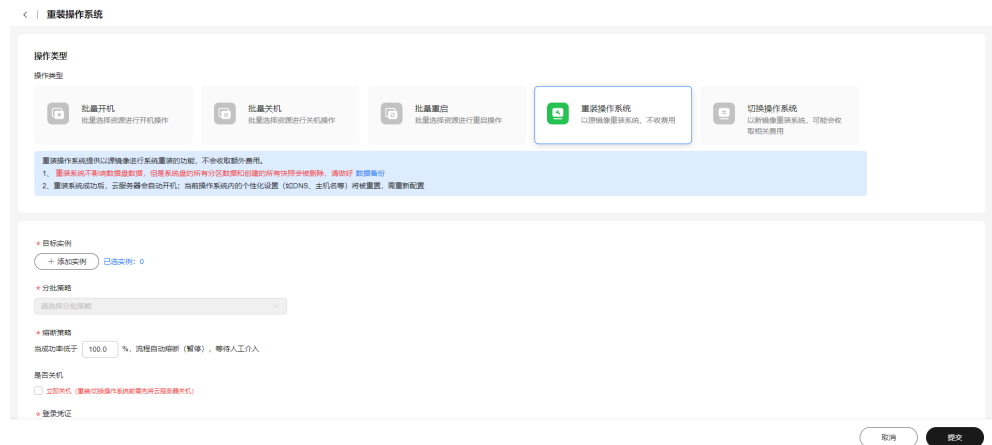 重装操作系统
操作类型
操作类型
批量开机
批量选择资源进行开机操作
批量关机
批量选择资源进行关机操作
批量重启
批量选择资源进行重启操作
重装操作系统
以原镜像重装系统，不收费用
切换操作系统
以新镜像重装系统，可能会收
取相关费用
重装操作系统提供以原镜像进行系统重装的功能，不会收取额外费用。
1、 重装系统不影响数据盘数据，但是系统盘的所有分区数据和创建的所有快照会被删除，请做好 数据备份
2、重装系统成功后，云服务器会自动开机；当前操作系统内的个性化设置（如DNS、主机名等）将被重置，需重新配置
* 目标实例
+ 添加实例 已选实例：0
* 分批策略
请选择分批策略
* 熔断策略
当成功率低于 100.0 %，流程自动熔断（暂停），等待人工介入
是否关机
立即关机（重装/切换操作系统前需先将云服务器关机）
* 登录凭证
取消
提交